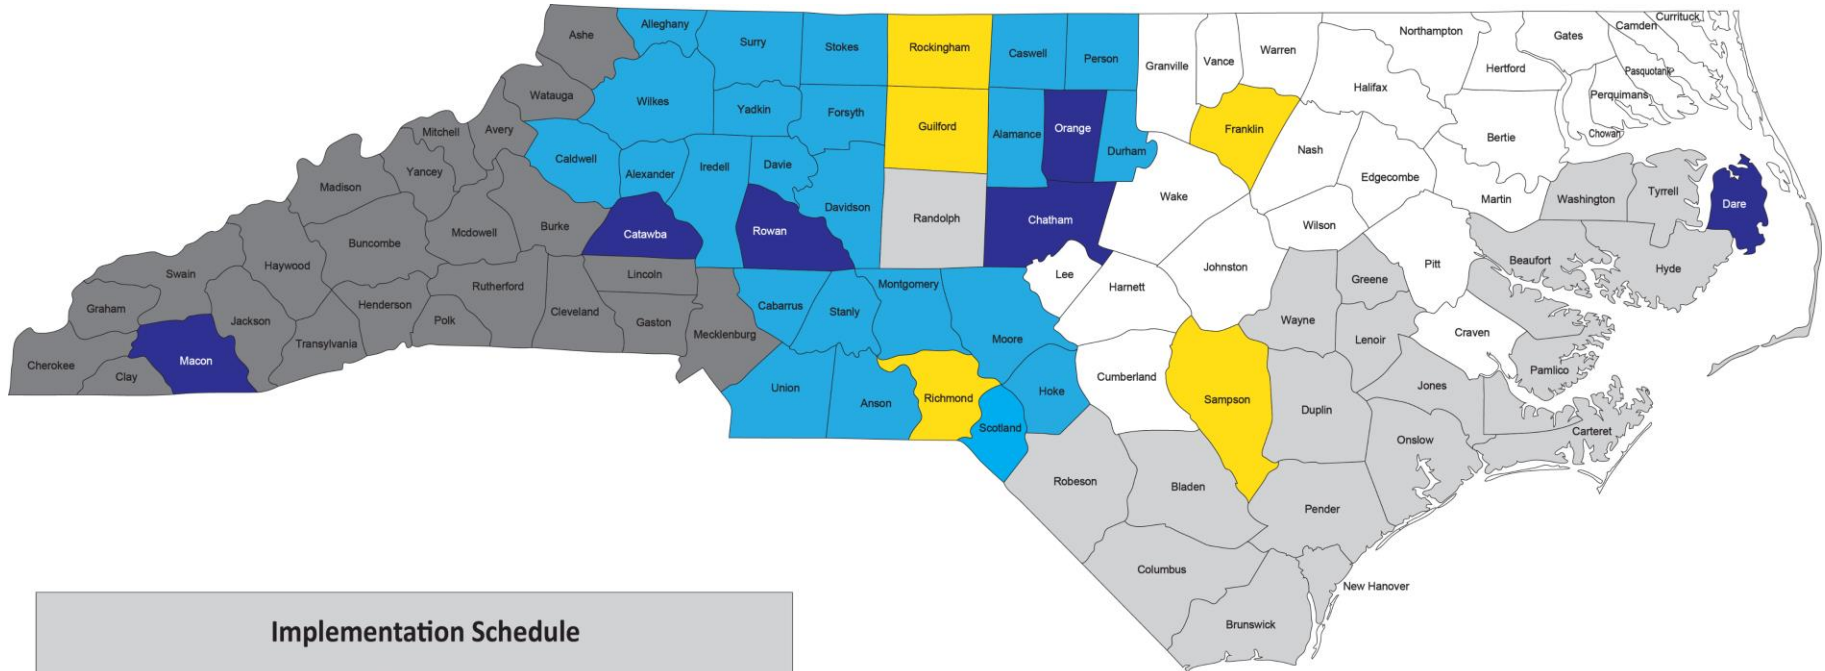 Currituck
Camden
Alleghany
Northampton
Ashe
Gates
Surry
Stokes
Rockingham
Caswell
Person
Warren
Vance
Granville
Hertford
Pasquotank
Halifax
Watauga
Wilkes
Perquimans
Yadkin
Forsyth
Guilford
Alamance
Orange
Franklin
Mitchell
Avery
Chowan
Bertie
Durham
Nash
Caldwell
Iredell
Davie
Yancey
Alexander
Edgecombe
Madison
Tyrrell
Wake
Martin
Washington
Dare
Davidson
Randolph
Chatham
Burke
Catawba
Rowan
Wilson
Mcdowell
Buncombe
Haywood
Swain
Lincoln
Lee
Johnston
Pitt
Beaufort
Hyde
Greene
Rutherford
Montgomery
Harnett
Henderson
Cabarrus
Stanly
Graham
Cleveland
Polk
Gaston
Jackson
Wayne
Mecklenburg
Craven
Moore
Lenoir
Transylvania
Macon
Cherokee
Clay
Pamlico
Cumberland
Union
Hoke
Jones
Anson
Richmond
Sampson
Duplin
Scotland
Carteret
Onslow
Robeson
Bladen
Pender
Columbus
New Hanover
Brunswick
Implementation Schedule